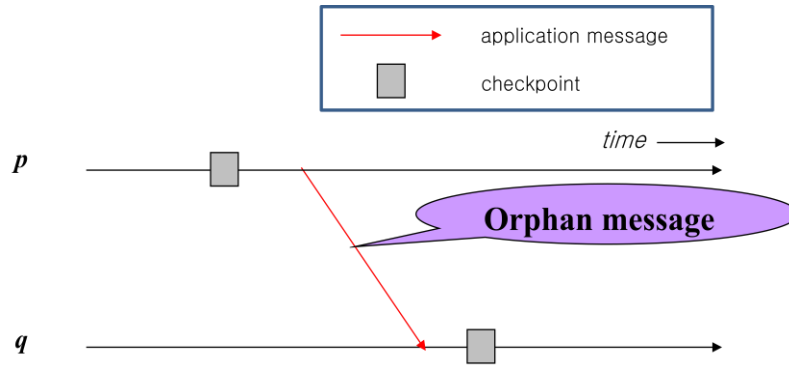 application message
checkpoint
time
p
Orphan message
q